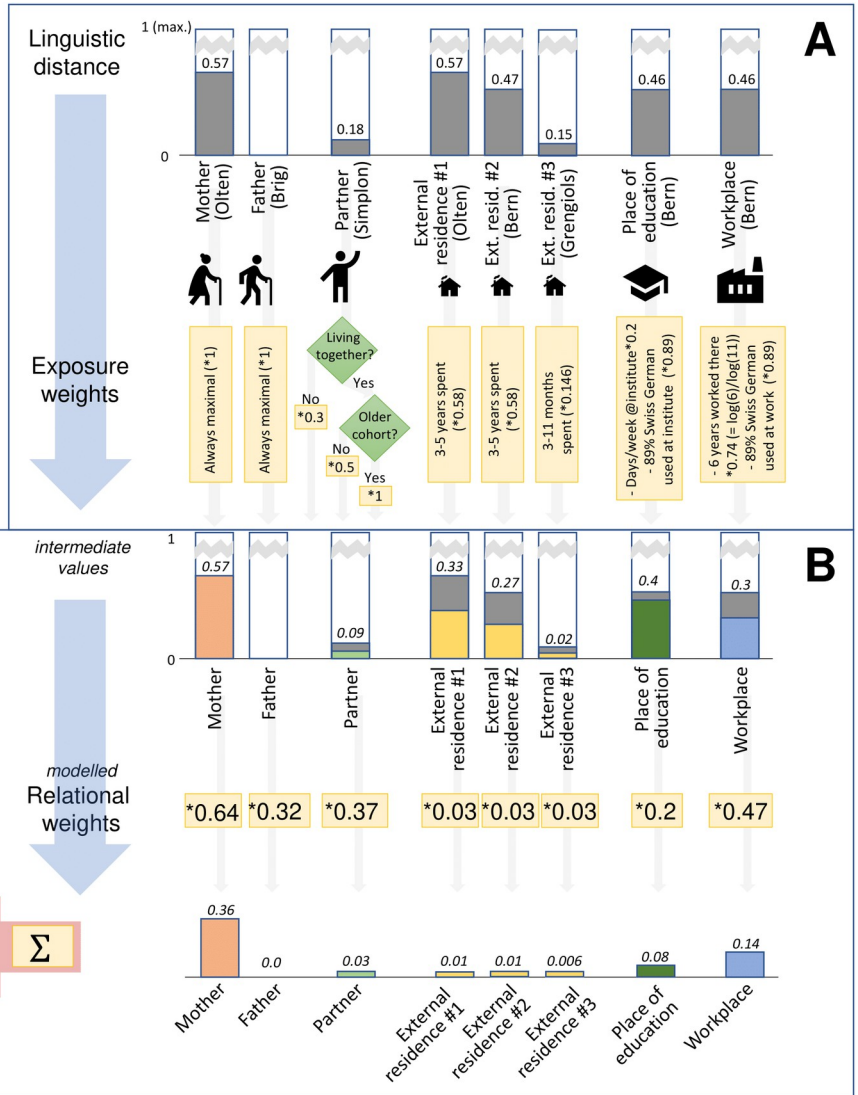 A
1 (max.)
Linguistic
distance
0.57
0.18
0.57
0.47
0.15
0.46
0.46
0
Mother
(Olten)
Father
(Brig)
Partner
(Simplon)
External
residence #1
(Olten)
Ext. resid. #2
(Bern)
Ext. resid. #3
(Grengiols)
Place of
education
(Bern)
Workplace
(Bern)
Exposure
weights
Always maximal (*1)
Always maximal (*1)
Living
together?
No
*0.3
Yes
Older
cohort?
No
*0.5
Yes
*1
3-5 years spent
(*0.58)
3-5 years spent
(*0.58)
3-11 months
spent (*0.146)
- Days/week @institute*0.2
- 89% Swiss German
used at institute (*0.89)
- 6 years worked there
*0.74 (= log(6)/log(11))
- 89% Swiss German
used at work (*0.89)
B
intermediate
values
1
0.57
0.09
0.33
0.27
0.02
0.4
0.3
0
Mother
Father
Partner
External
residence #1
External
residence #2
External
residence #3
Place of
education
Workplace
modelled
Relational
weights
*0.64
*0.32
*0.37
*0.03
*0.03
*0.03
*0.2
*0.47
Σ
0.36
0.0
0.03
0.01
0.01
0.006
0.08
0.14
Mother
Father
Partner
External
residence #1
External
residence #2
External
residence #3
Place of
education
Workplace